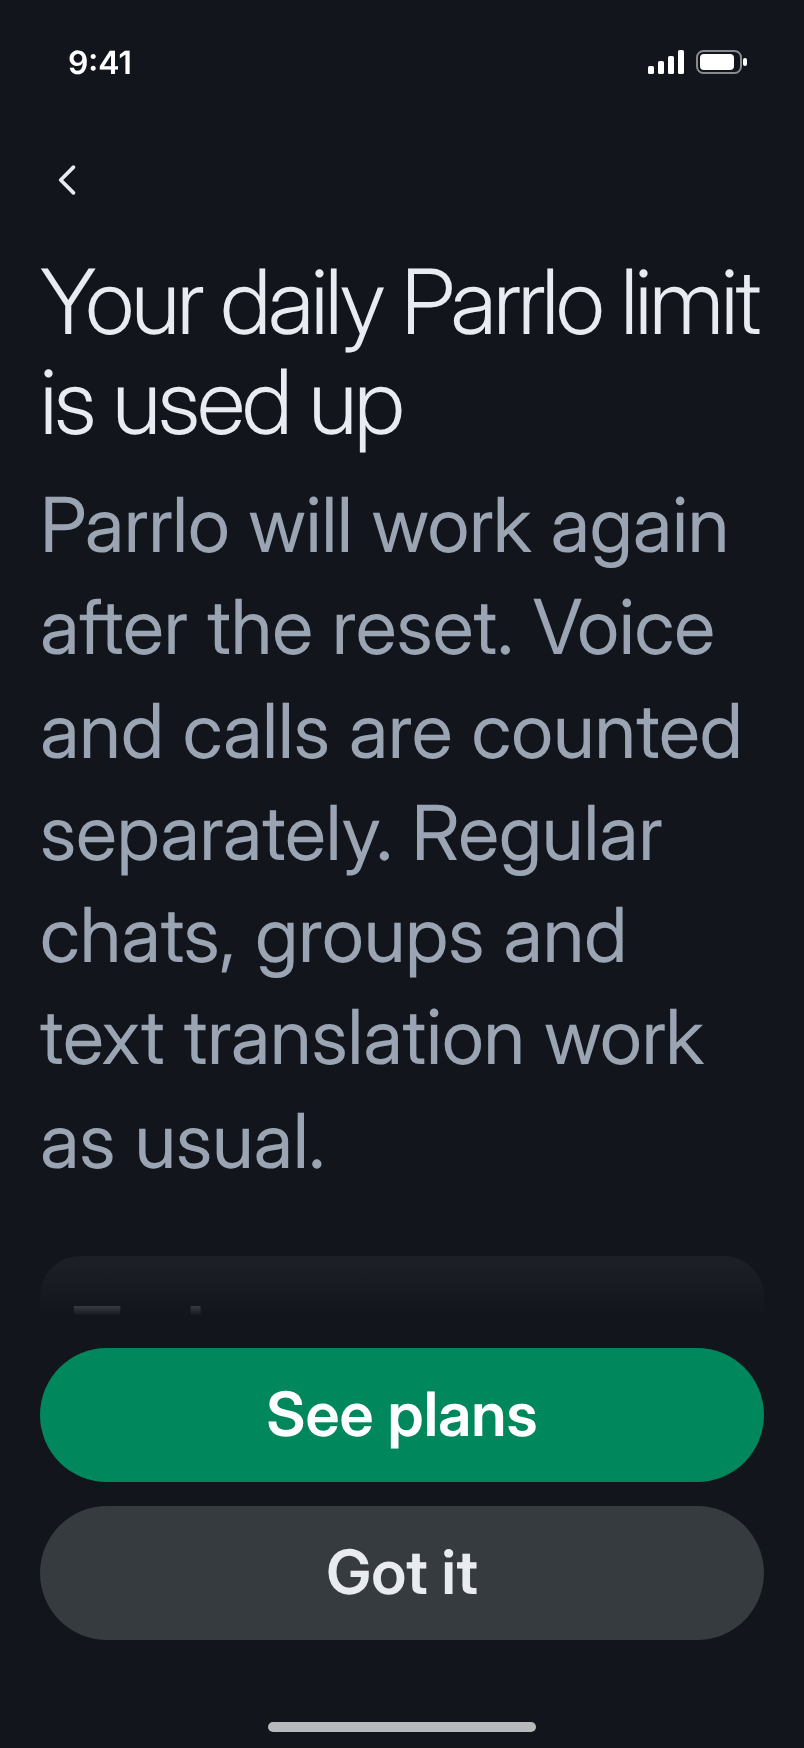 9:41
Your daily Parrlo limit
is used up
Parrlo will work again
after the reset. Voice
and calls are counted
separately. Regular
chats, groups and
text translation work
as usual.
See plans
Got it